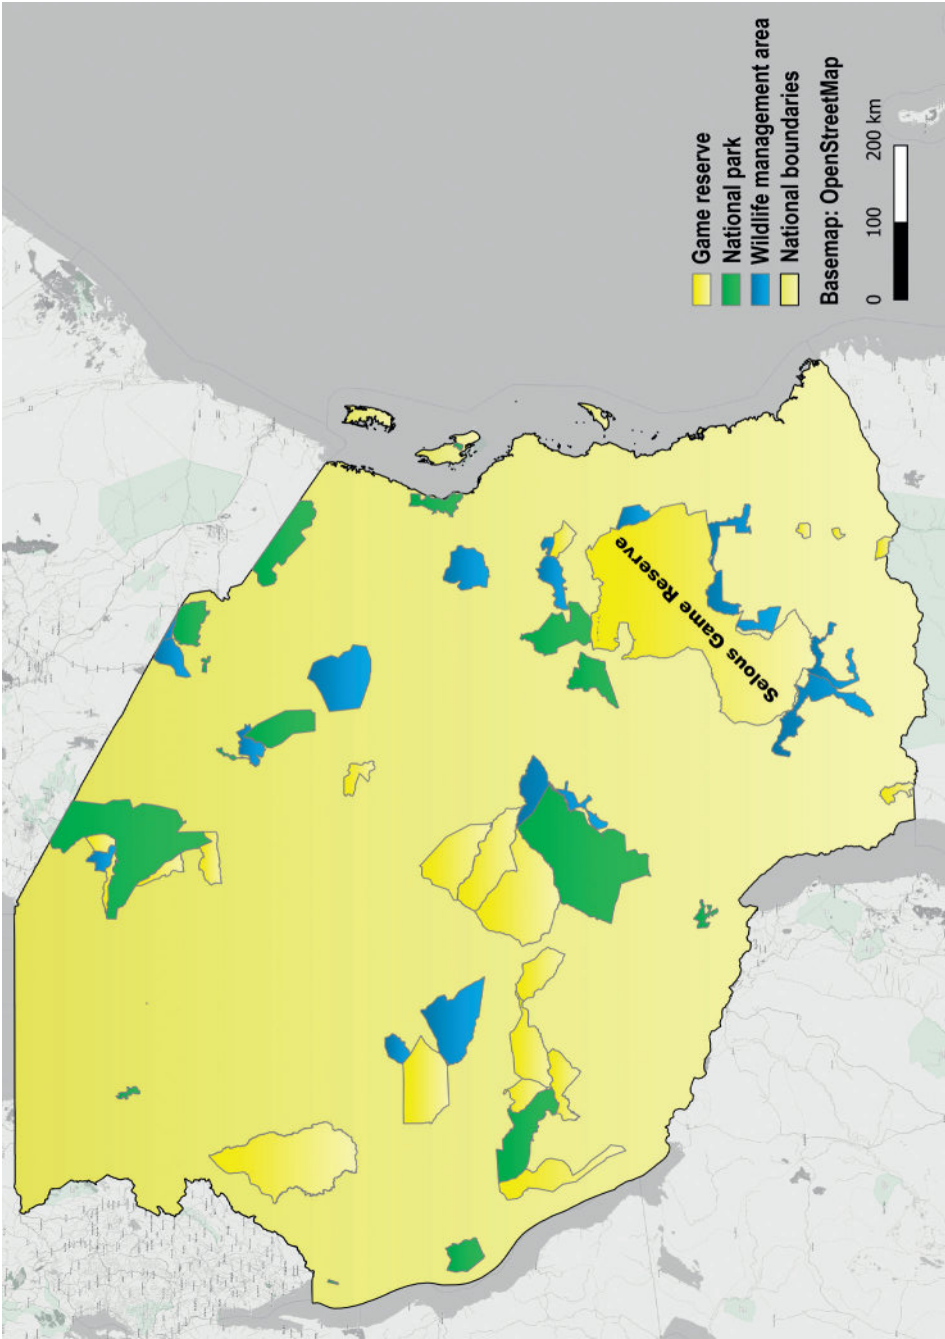 Game reserve
National park
Wildlife management area
National boundaries
Basemap: OpenStreetMap
0 100 200 km
Selous Game Reserve